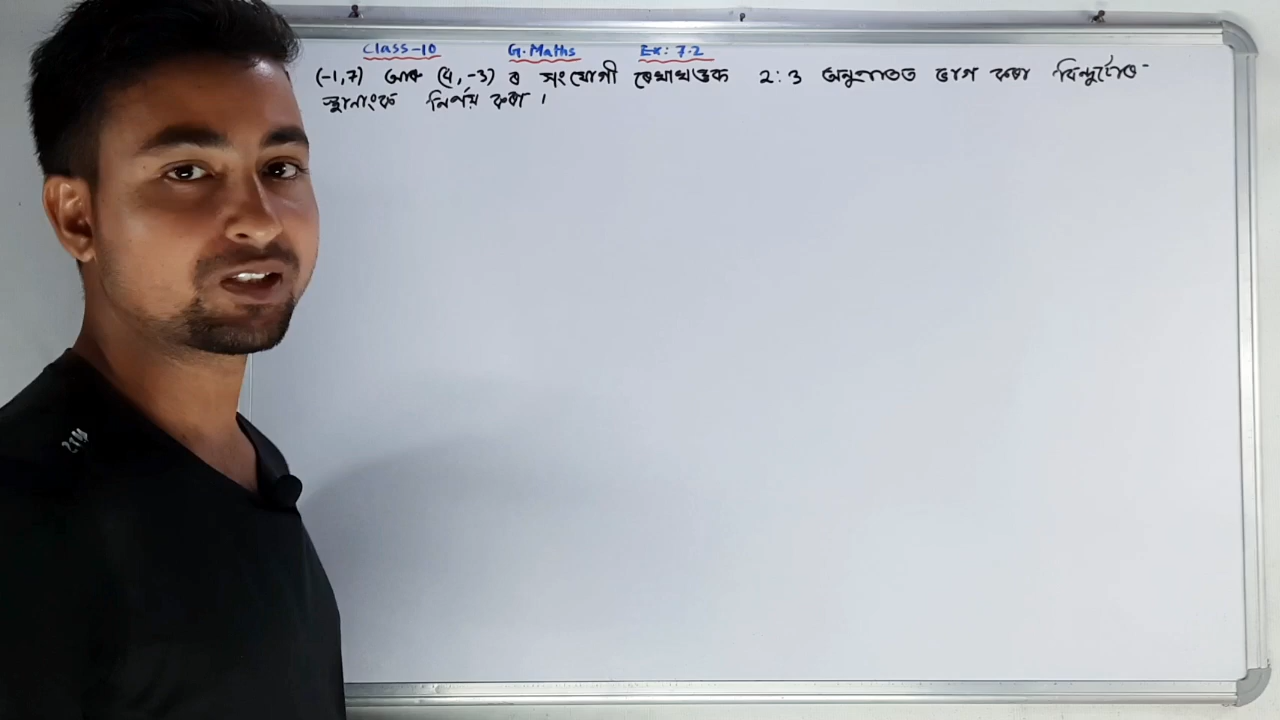 Class-10 G. Maths Ex: 7.2
(-1,7) আৰু (4,-3) ৰ সংযোগী ৰেখাখণ্ডক 2:3 অনুপাতত ভাগ কৰা বিন্দুটোৰ
স্থানাংক নিৰ্ণয় কৰা ।